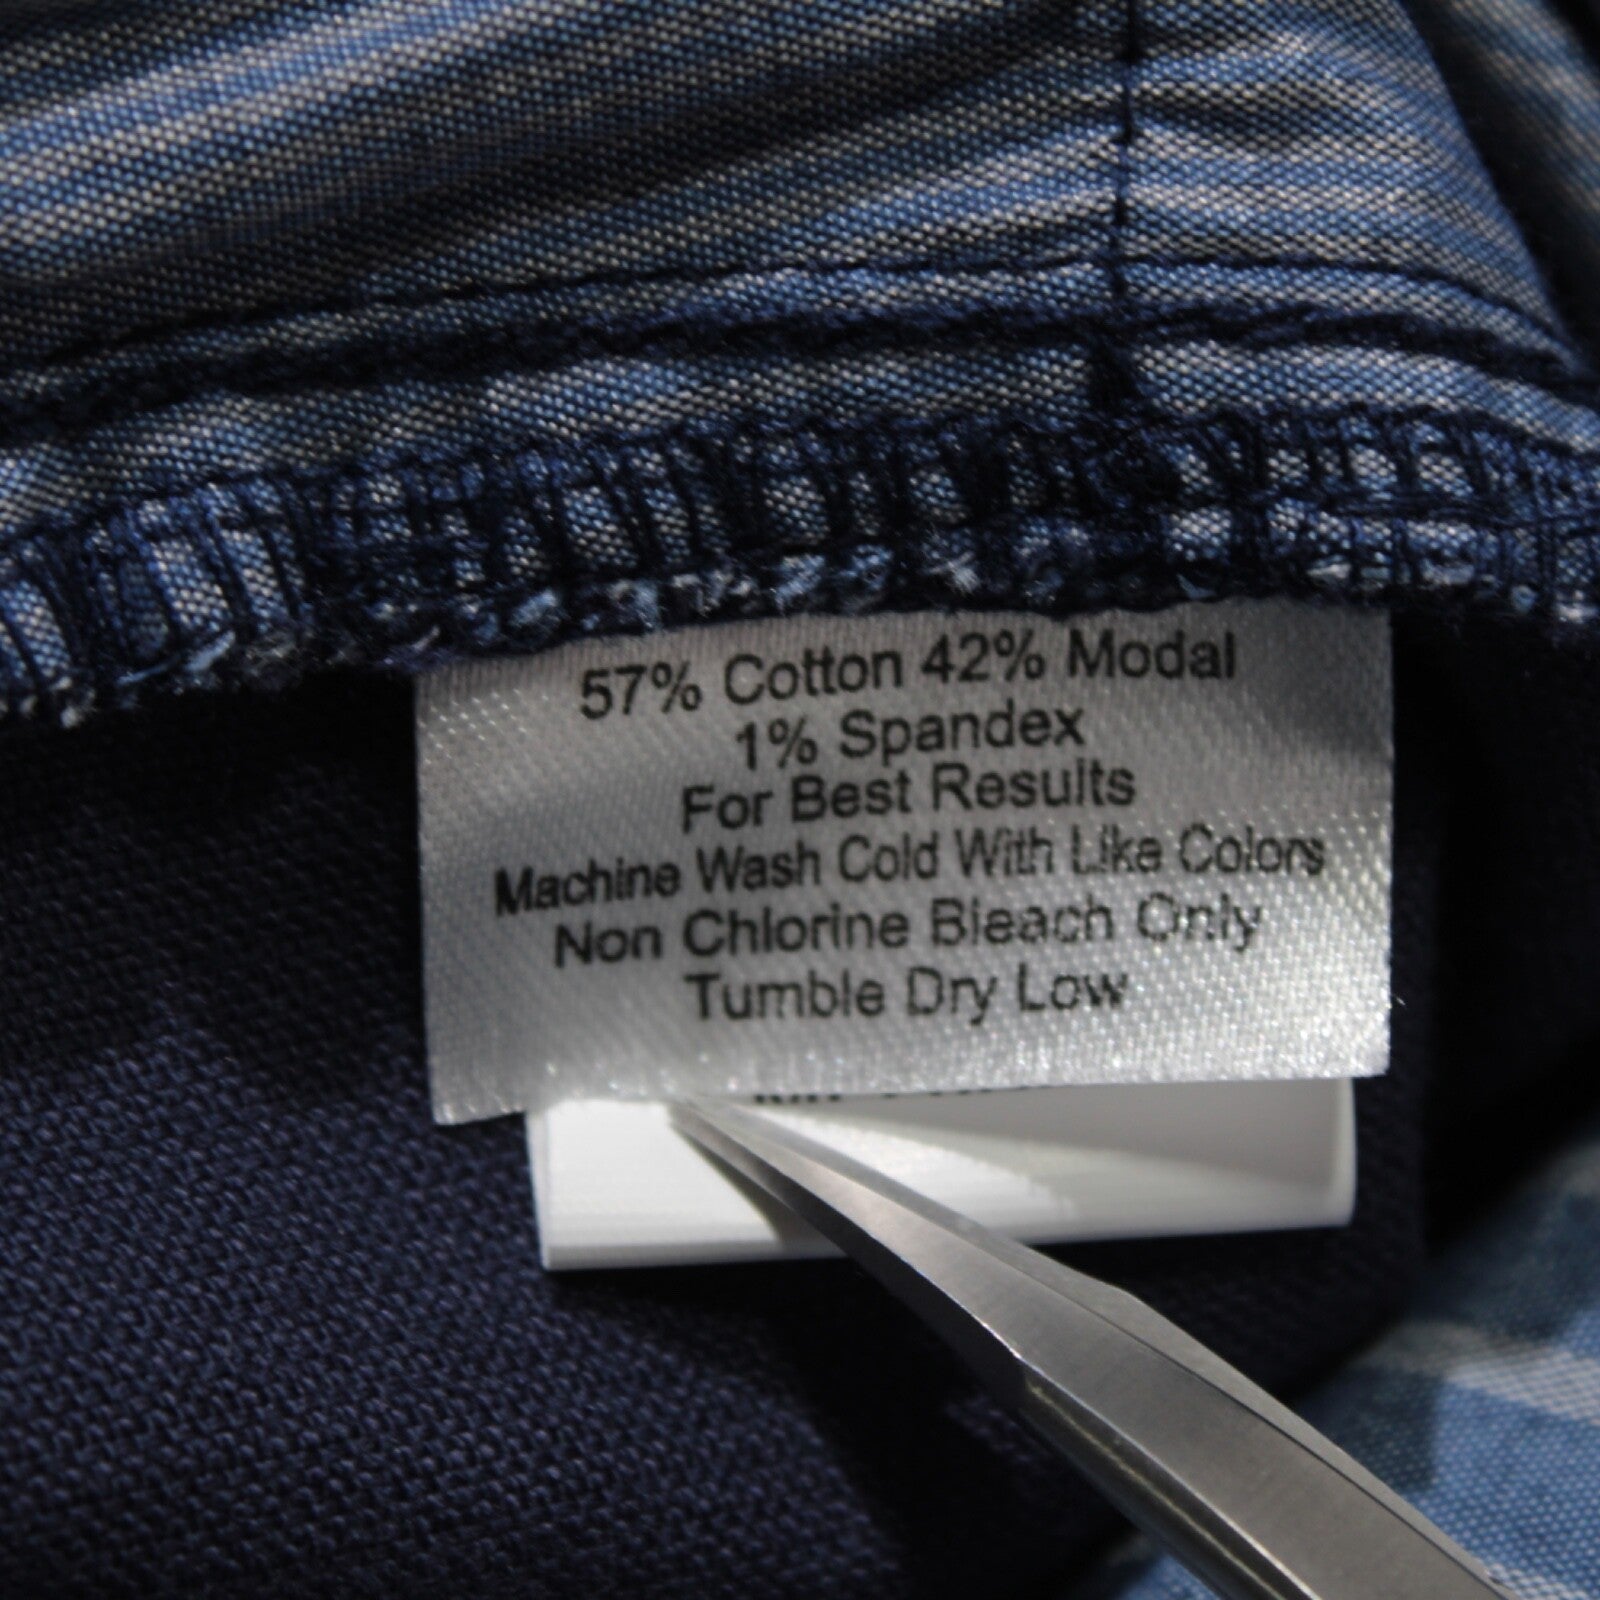 57% Cotton 42% Modal
1% Spandex
For Best Results
Machine Wash Cold With Like Colors
Non Chlorine Bleach Only
Tumble Dry Low